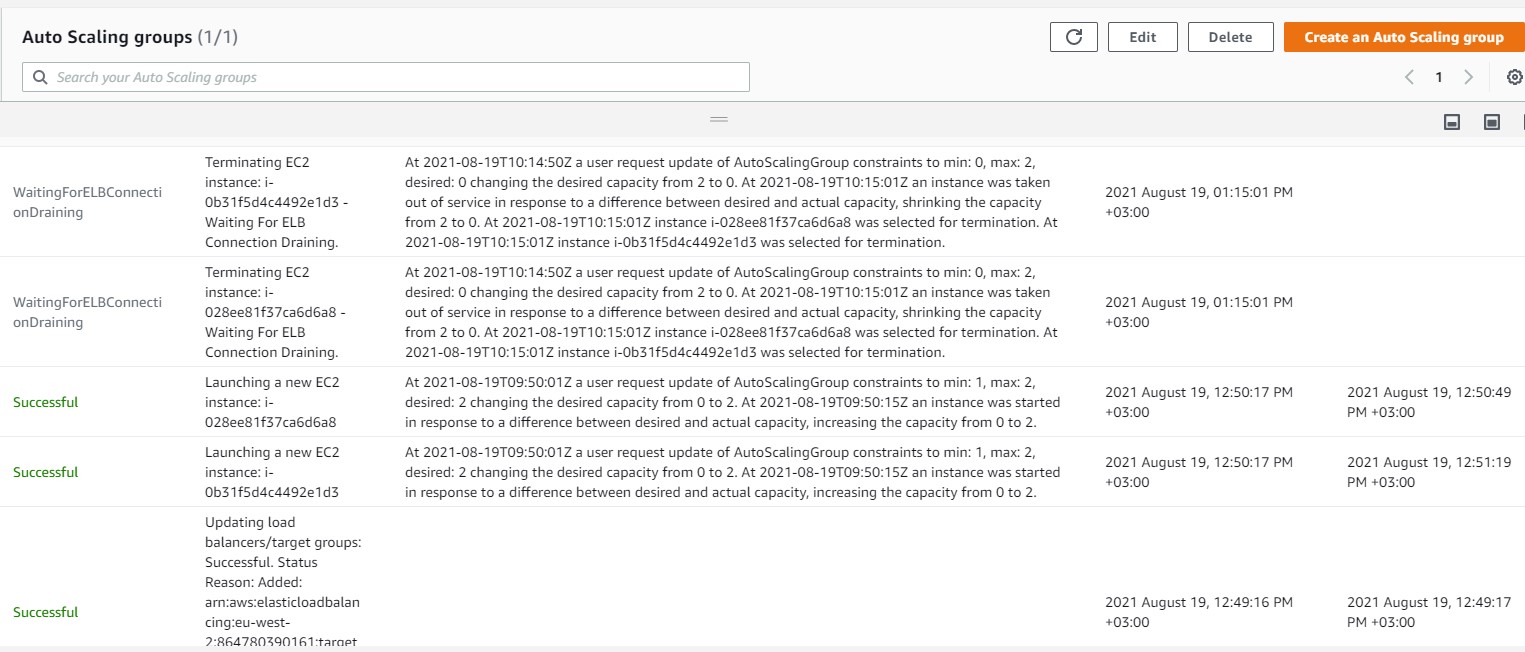 Auto Scaling groups (1/1)
Edit
Delete
Create an Auto Scaling group
Search your Auto Scaling groups
1
WaitingForELBConnecti
onDraining
Terminating EC2
instance: i-
0b31f5d4c4492e1d3 -
Waiting For ELB
Connection Draining.
At 2021-08-19T10:14:50Z a user request update of AutoScalingGroup constraints to min: 0, max: 2,
desired: 0 changing the desired capacity from 2 to 0. At 2021-08-19T10:15:01Z an instance was taken
out of service in response to a difference between desired and actual capacity, shrinking the capacity
from 2 to 0. At 2021-08-19T10:15:01Z instance i-028ee81f37ca6d6a8 was selected for termination. At
2021-08-19T10:15:01Z instance i-0b31f5d4c4492e1d3 was selected for termination.
2021 August 19, 01:15:01 PM
+03:00
WaitingForELBConnecti
onDraining
Terminating EC2
instance: i-
028ee81f37ca6d6a8 -
Waiting For ELB
Connection Draining.
At 2021-08-19T10:14:50Z a user request update of AutoScalingGroup constraints to min: 0, max: 2,
desired: 0 changing the desired capacity from 2 to 0. At 2021-08-19T10:15:01Z an instance was taken
out of service in response to a difference between desired and actual capacity, shrinking the capacity
from 2 to 0. At 2021-08-19T10:15:01Z instance i-028ee81f37ca6d6a8 was selected for termination. At
2021-08-19T10:15:01Z instance i-0b31f5d4c4492e1d3 was selected for termination.
2021 August 19, 01:15:01 PM
+03:00
Successful
Launching a new EC2
instance: i-
028ee81f37ca6d6a8
At 2021-08-19T09:50:01Z a user request update of AutoScalingGroup constraints to min: 1, max: 2,
desired: 2 changing the desired capacity from 0 to 2. At 2021-08-19T09:50:15Z an instance was started
in response to a difference between desired and actual capacity, increasing the capacity from 0 to 2.
2021 August 19, 12:50:17 PM
+03:00
2021 August 19, 12:50:49
PM +03:00
Successful
Launching a new EC2
instance: i-
0b31f5d4c4492e1d3
At 2021-08-19T09:50:01Z a user request update of AutoScalingGroup constraints to min: 1, max: 2,
desired: 2 changing the desired capacity from 0 to 2. At 2021-08-19T09:50:15Z an instance was started
in response to a difference between desired and actual capacity, increasing the capacity from 0 to 2.
2021 August 19, 12:50:17 PM
+03:00
2021 August 19, 12:51:19
PM +03:00
Successful
Updating load
balancers/target groups:
Successful. Status
Reason: Added:
arn:aws:elasticloadbalan
cing:eu-west-
2:864780390161:target
2021 August 19, 12:49:16 PM
+03:00
2021 August 19, 12:49:17
PM +03:00